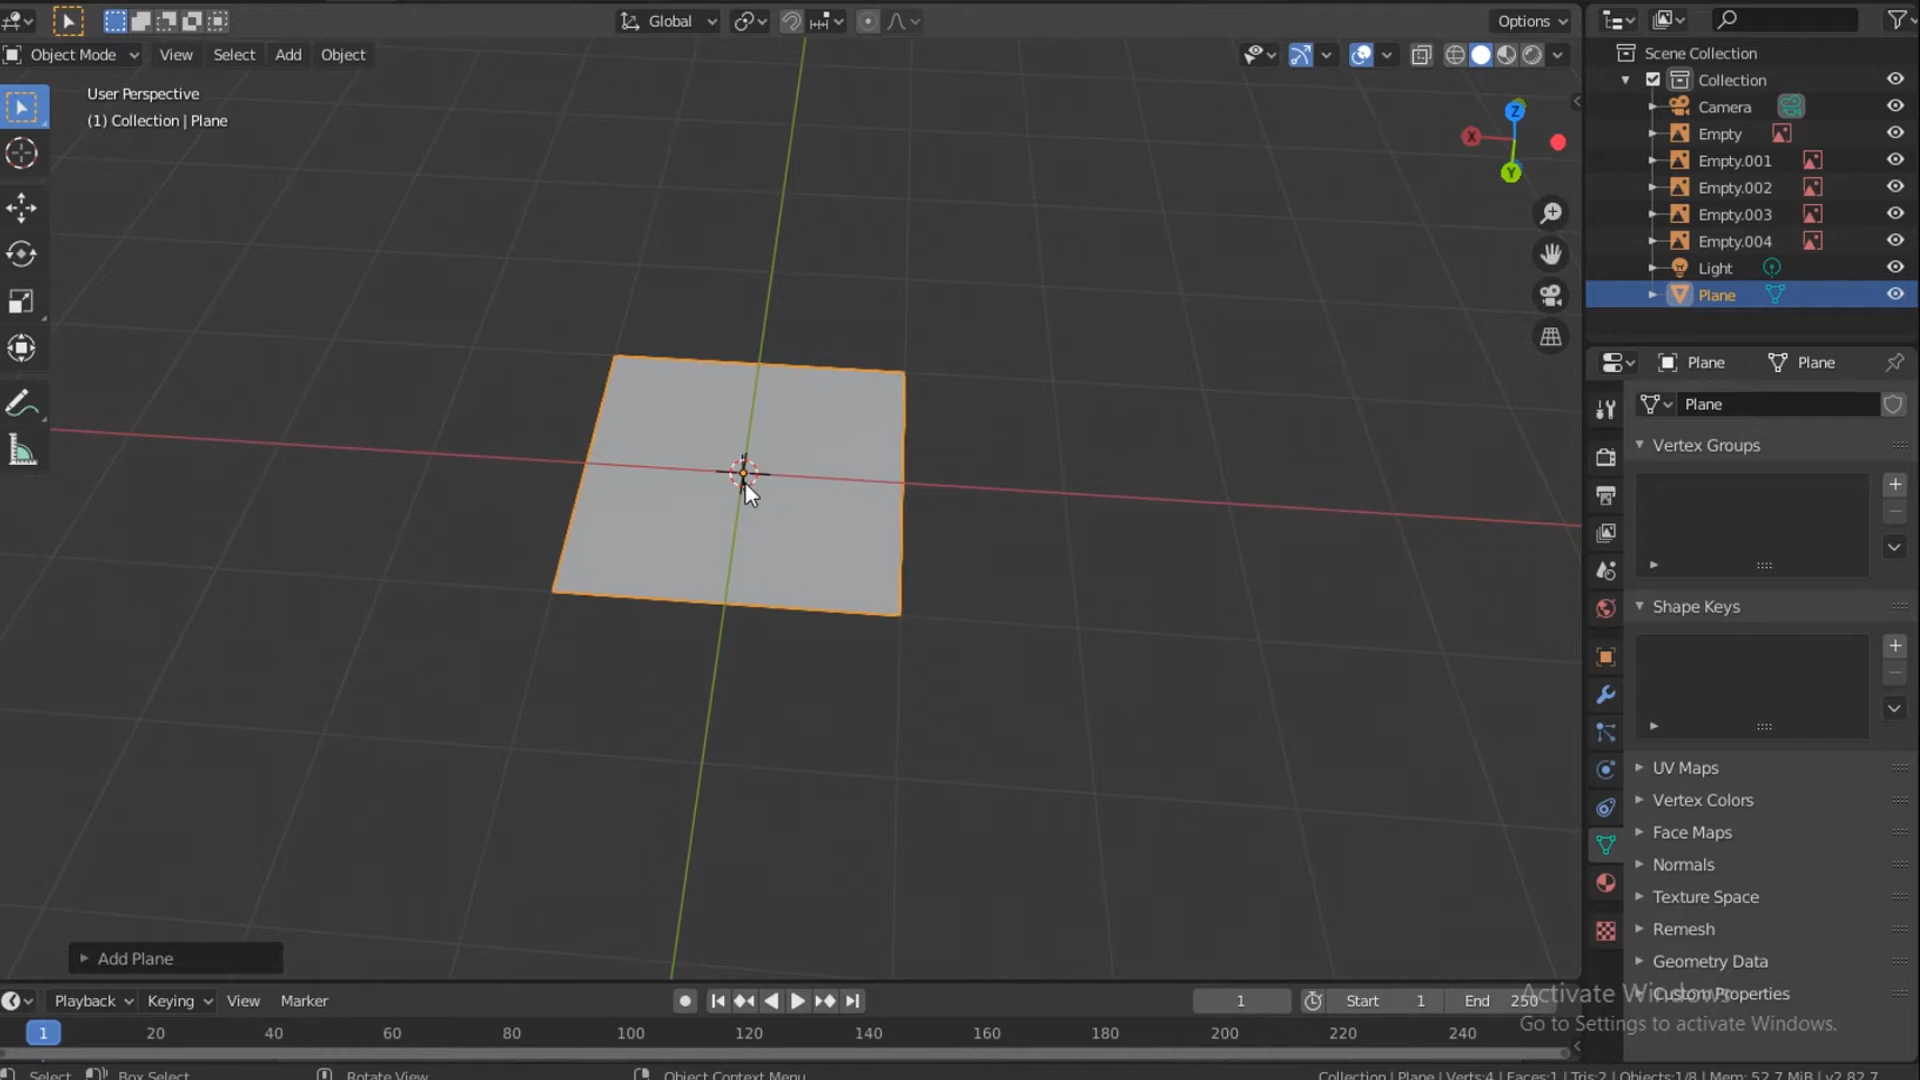 Global
Options
Object Mode
View
Select
Add
Object
User Perspective
(1) Collection | Plane
Z
X
Y
Scene Collection
Collection
Camera
Empty
Empty.001
Empty.002
Empty.003
Empty.004
Light
Plane
Plane
Plane
Plane
Vertex Groups
Shape Keys
UV Maps
Vertex Colors
Face Maps
Normals
Texture Space
Remesh
Geometry Data
Custom Properties
Activate Windows
Go to Settings to activate Windows.
Add Plane
Playback
Keying
View
Marker
1
Start 1
End 250
1 20 40 60 80 100 120 140 160 180 200 220 240
Select
Box Select
Rotate View
Object Context Menu
Collection | Plane | Verts:4 | Faces:1 | Tris:2 | Objects:1/8 | Mem: 52.7 MiB | v2.82.7